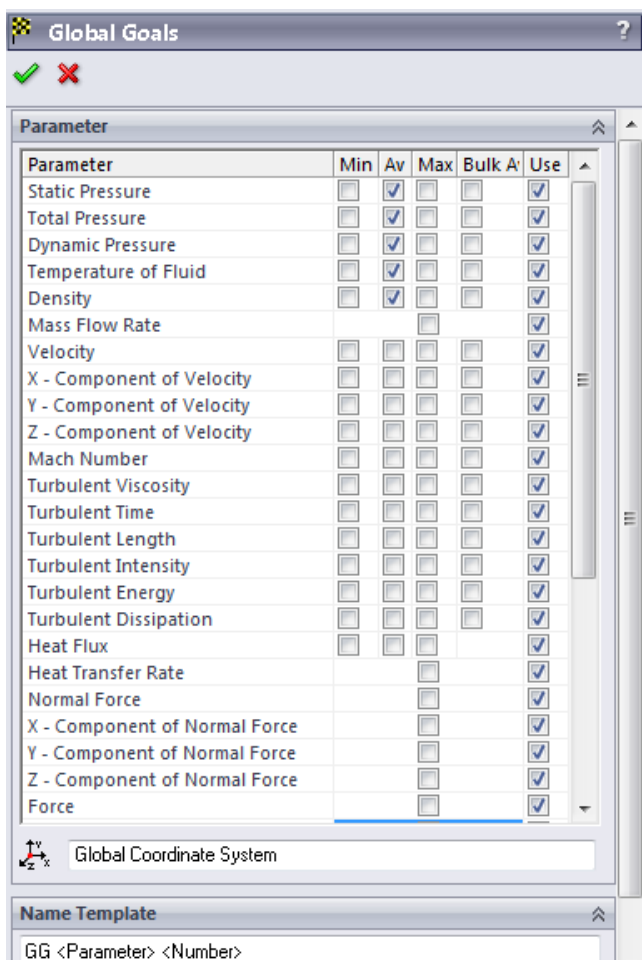 Global Goals ?
Parameter
Parameter Min Av Max Bulk A Use
Static Pressure
Total Pressure
Dynamic Pressure
Temperature of Fluid
Density
Mass Flow Rate
Velocity
X - Component of Velocity
Y - Component of Velocity
Z - Component of Velocity
Mach Number
Turbulent Viscosity
Turbulent Time
Turbulent Length
Turbulent Intensity
Turbulent Energy
Turbulent Dissipation
Heat Flux
Heat Transfer Rate
Normal Force
X - Component of Normal Force
Y - Component of Normal Force
Z - Component of Normal Force
Force
Global Coordinate System
Name Template
GG <Parameter> <Number>